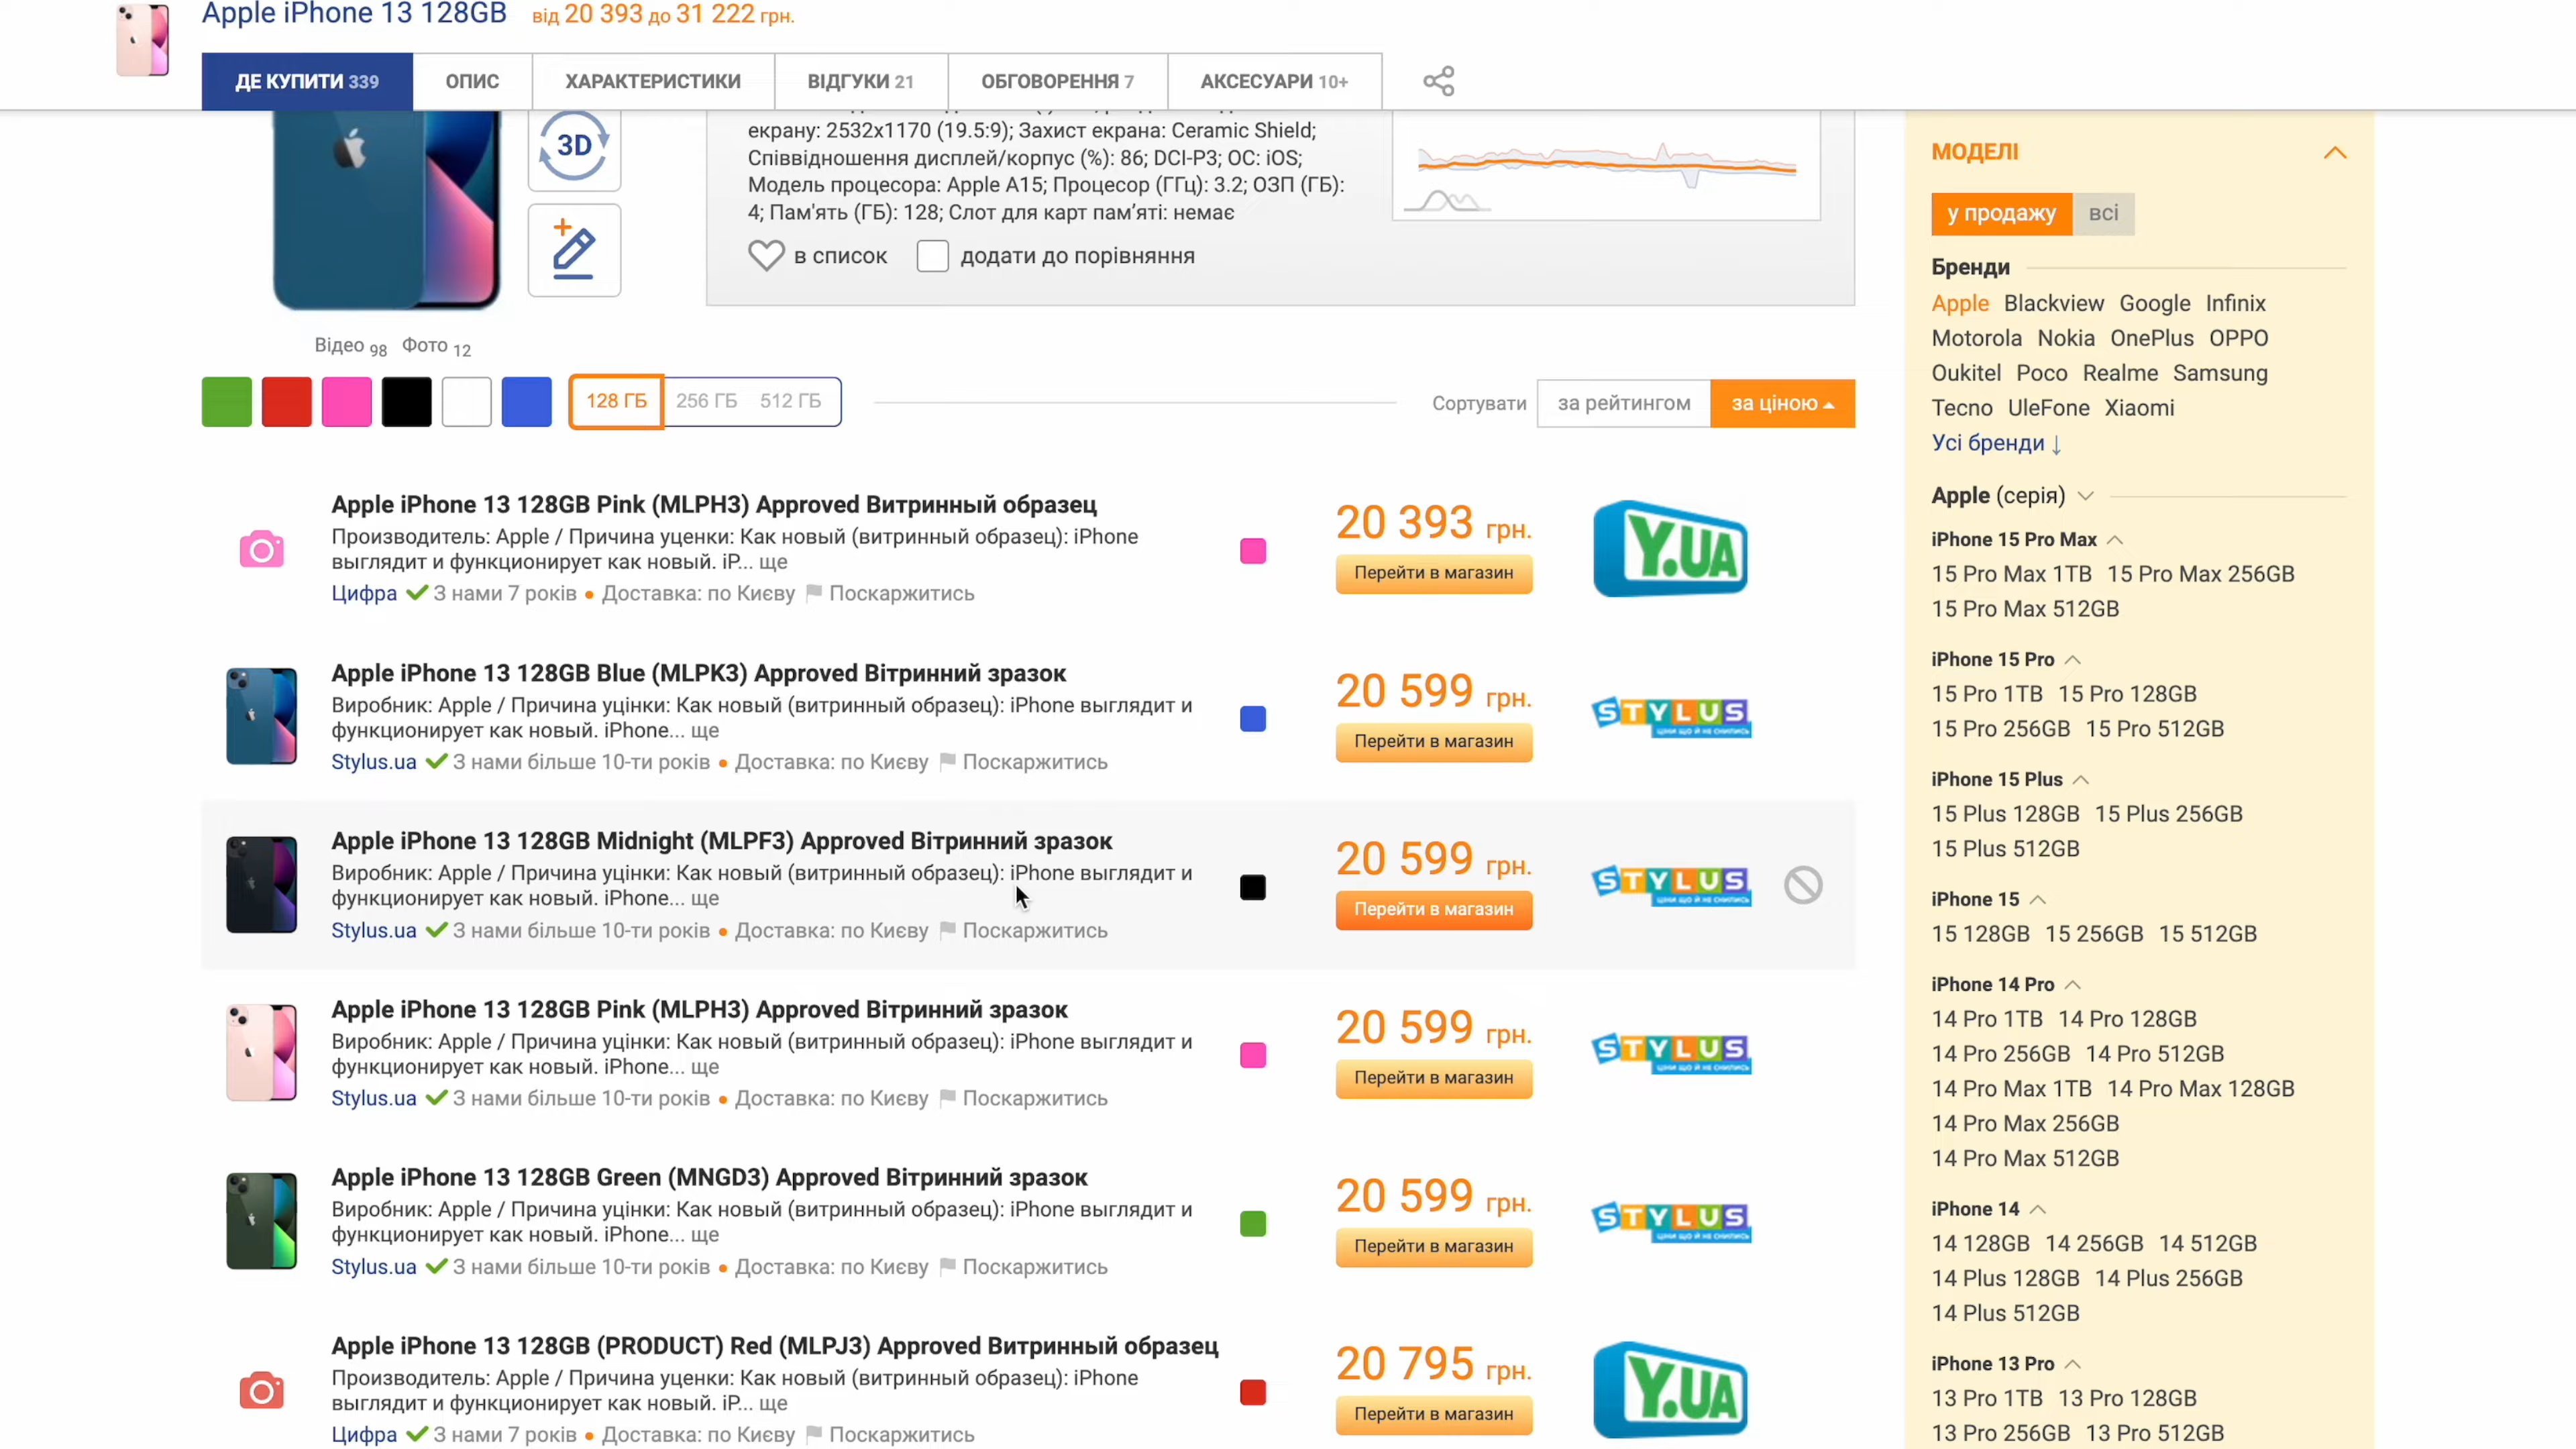 Apple iPhone 13 128GB від 20 393 до 31 222 грн.
ДЕ КУПИТИ 339 ОПИС ХАРАКТЕРИСТИКИ ВІДГУКИ 21 ОБГОВОРЕННЯ 7 АКСЕСУАРИ 10+
3D
екрану: 2532x1170 (19.5:9); Захист екрана: Ceramic Shield;
Співвідношення дисплей/корпус (%): 86; DCI-P3; ОС: iOS;
Модель процесора: Apple A15; Процесор (ГГц): 3.2; ОЗП (ГБ):
4; Пам'ять (ГБ): 128; Слот для карт пам’яті: немає
в список додати до порівняння
Відео 98 Фото 12
128 ГБ 256 ГБ 512 ГБ
Сортувати за рейтингом за ціною
Apple iPhone 13 128GB Pink (MLPH3) Approved Витринный образец
Производитель: Apple / Причина уценки: Как новый (витринный образец): iPhone
выглядит и функционирует как новый. iP... ще
Цифра З нами 7 років • Доставка: по Києву Поскаржитись
20 393 грн.
Перейти в магазин
Y.UA
Apple iPhone 13 128GB Blue (MLPK3) Approved Вітринний зразок
Виробник: Apple / Причина уцінки: Как новый (витринный образец): iPhone выглядит и
функционирует как новый. iPhone... ще
Stylus.ua З нами більше 10-ти років • Доставка: по Києву Поскаржитись
20 599 грн.
Перейти в магазин
STYLUS
ЦІНИ ЩО Й НЕ СНИЛИСЬ
Apple iPhone 13 128GB Midnight (MLPF3) Approved Вітринний зразок
Виробник: Apple / Причина уцінки: Как новый (витринный образец): iPhone выглядит и
функционирует как новый. iPhone... ще
Stylus.ua З нами більше 10-ти років • Доставка: по Києву Поскаржитись
20 599 грн.
Перейти в магазин
STYLUS
ЦІНИ ЩО Й НЕ СНИЛИСЬ
Apple iPhone 13 128GB Pink (MLPH3) Approved Вітринний зразок
Виробник: Apple / Причина уцінки: Как новый (витринный образец): iPhone выглядит и
функционирует как новый. iPhone... ще
Stylus.ua З нами більше 10-ти років • Доставка: по Києву Поскаржитись
20 599 грн.
Перейти в магазин
STYLUS
ЦІНИ ЩО Й НЕ СНИЛИСЬ
Apple iPhone 13 128GB Green (MNGD3) Approved Вітринний зразок
Виробник: Apple / Причина уцінки: Как новый (витринный образец): iPhone выглядит и
функционирует как новый. iPhone... ще
Stylus.ua З нами більше 10-ти років • Доставка: по Києву Поскаржитись
20 599 грн.
Перейти в магазин
STYLUS
ЦІНИ ЩО Й НЕ СНИЛИСЬ
Apple iPhone 13 128GB (PRODUCT) Red (MLPJ3) Approved Витринный образец
Производитель: Apple / Причина уценки: Как новый (витринный образец): iPhone
выглядит и функционирует как новый. iP... ще
Цифра З нами 7 років • Доставка: по Києву Поскаржитись
20 795 грн.
Перейти в магазин
Y.UA
МОДЕЛІ
у продажу всі
Бренди
Apple Blackview Google Infinix
Motorola Nokia OnePlus OPPO
Oukitel Poco Realme Samsung
Tecno UleFone Xiaomi
Усі бренди ↓
Apple (серія)
iPhone 15 Pro Max
15 Pro Max 1TB 15 Pro Max 256GB
15 Pro Max 512GB
iPhone 15 Pro
15 Pro 1TB 15 Pro 128GB
15 Pro 256GB 15 Pro 512GB
iPhone 15 Plus
15 Plus 128GB 15 Plus 256GB
15 Plus 512GB
iPhone 15
15 128GB 15 256GB 15 512GB
iPhone 14 Pro
14 Pro 1TB 14 Pro 128GB
14 Pro 256GB 14 Pro 512GB
14 Pro Max 1TB 14 Pro Max 128GB
14 Pro Max 256GB
14 Pro Max 512GB
iPhone 14
14 128GB 14 256GB 14 512GB
14 Plus 128GB 14 Plus 256GB
14 Plus 512GB
iPhone 13 Pro
13 Pro 1TB 13 Pro 128GB
13 Pro 256GB 13 Pro 512GB